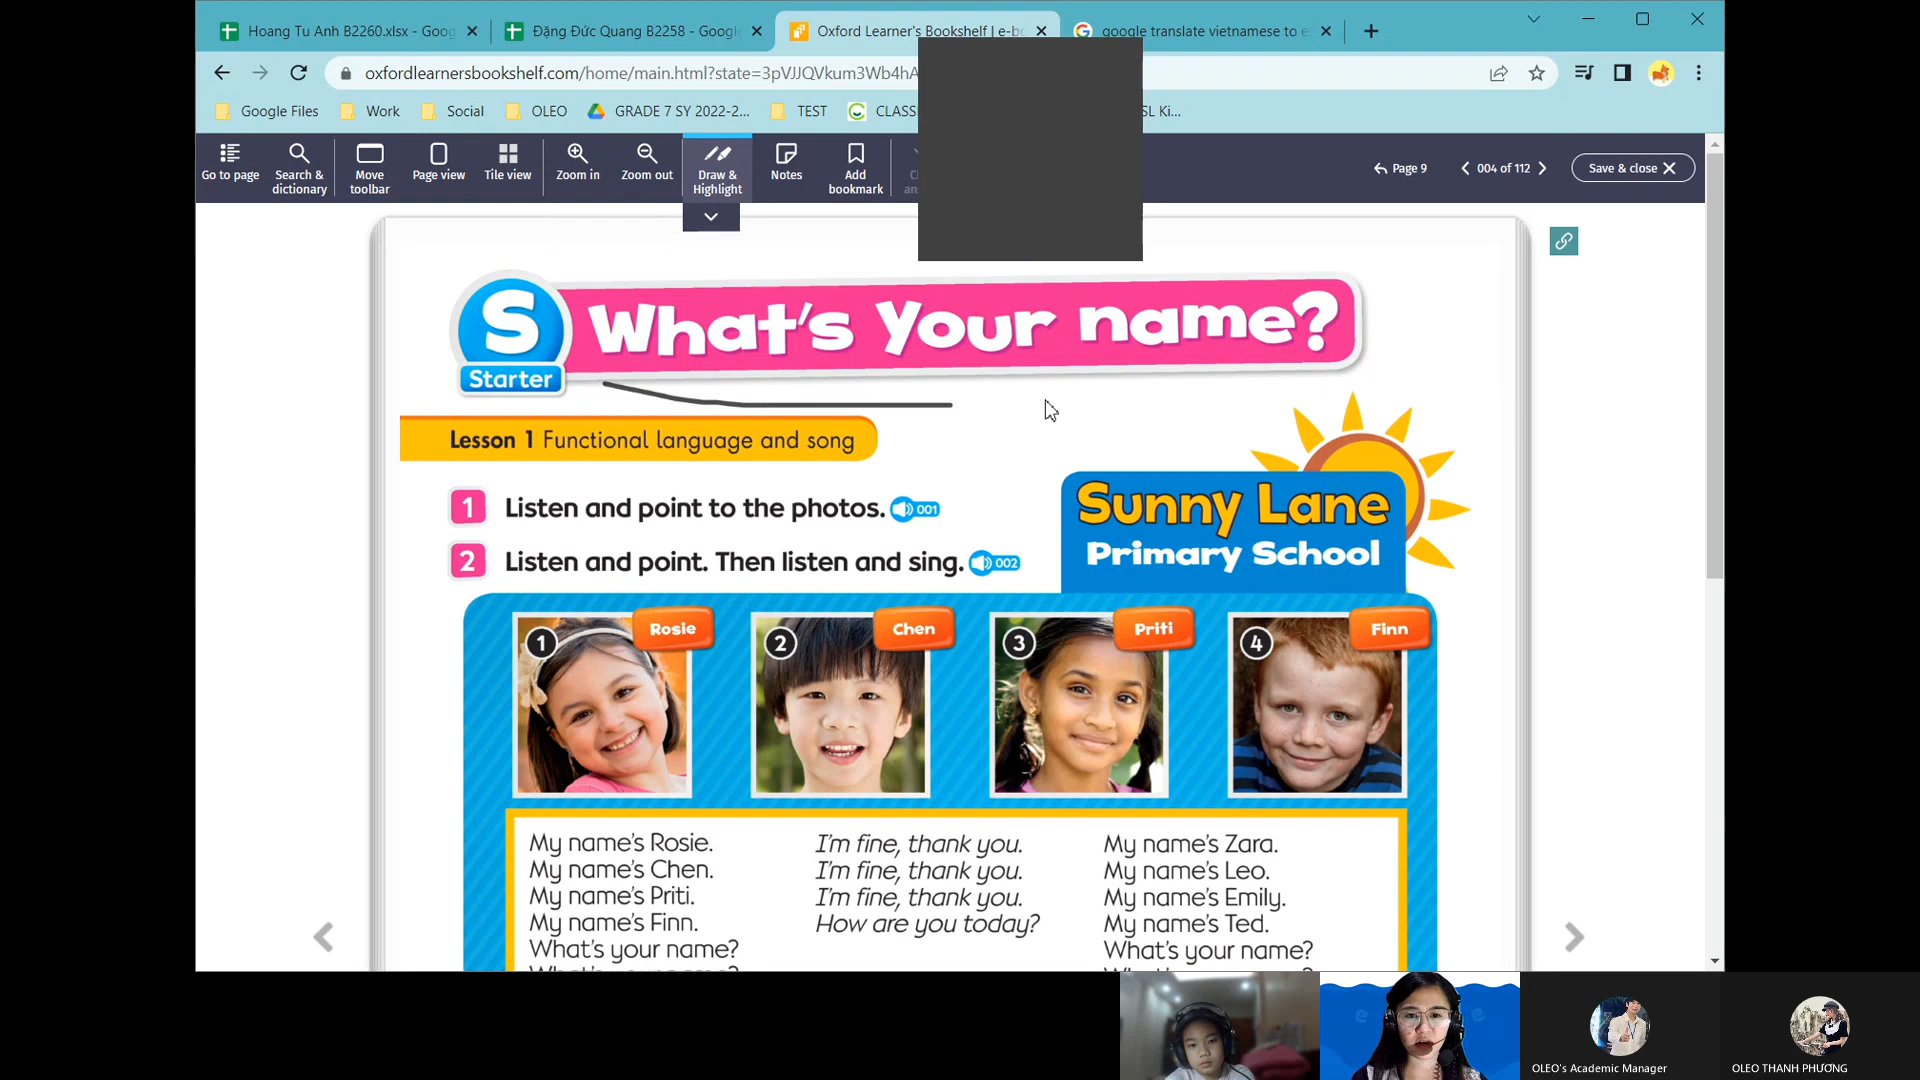 Hoang Tu Anh B2260.xlsx - Goog
Đặng Đức Quang B2258 - Googl
Oxford Learner's Bookshelf | e-bo
google translate vietnamese to e
oxfordlearnersbookshelf.com/home/main.html?state=3pVJJQVkum3Wb4hA
Google Files
Work
Social
OLEO
GRADE 7 SY 2022-2...
TEST
CLASS
SL Ki...
Go to page
Search & dictionary
Move toolbar
Page view
Tile view
Zoom in
Zoom out
Draw & Highlight
Notes
Add bookmark
Page 9
004 of 112
Save & close
S
Starter
What's your name?
Lesson 1 Functional language and song
1 Listen and point to the photos. 001
2 Listen and point. Then listen and sing. 002
Sunny Lane
Primary School
1 Rosie
2 Chen
3 Priti
4 Finn
My name's Rosie.
My name's Chen.
My name's Priti.
My name's Finn.
What's your name?
What's your name?
I'm fine, thank you.
I'm fine, thank you.
I'm fine, thank you.
How are you today?
My name's Zara.
My name's Leo.
My name's Emily.
My name's Ted.
What's your name?
OLEO's Academic Manager
OLEO THANH PHƯƠNG